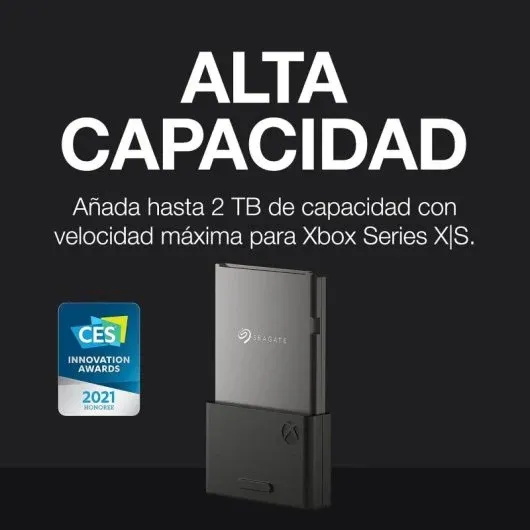 ALTA
CAPACIDAD
Añada hasta 2 TB de capacidad con
velocidad máxima para Xbox Series X|S.
CES
INNOVATION
AWARDS
2021
HONOREE
SEAGATE